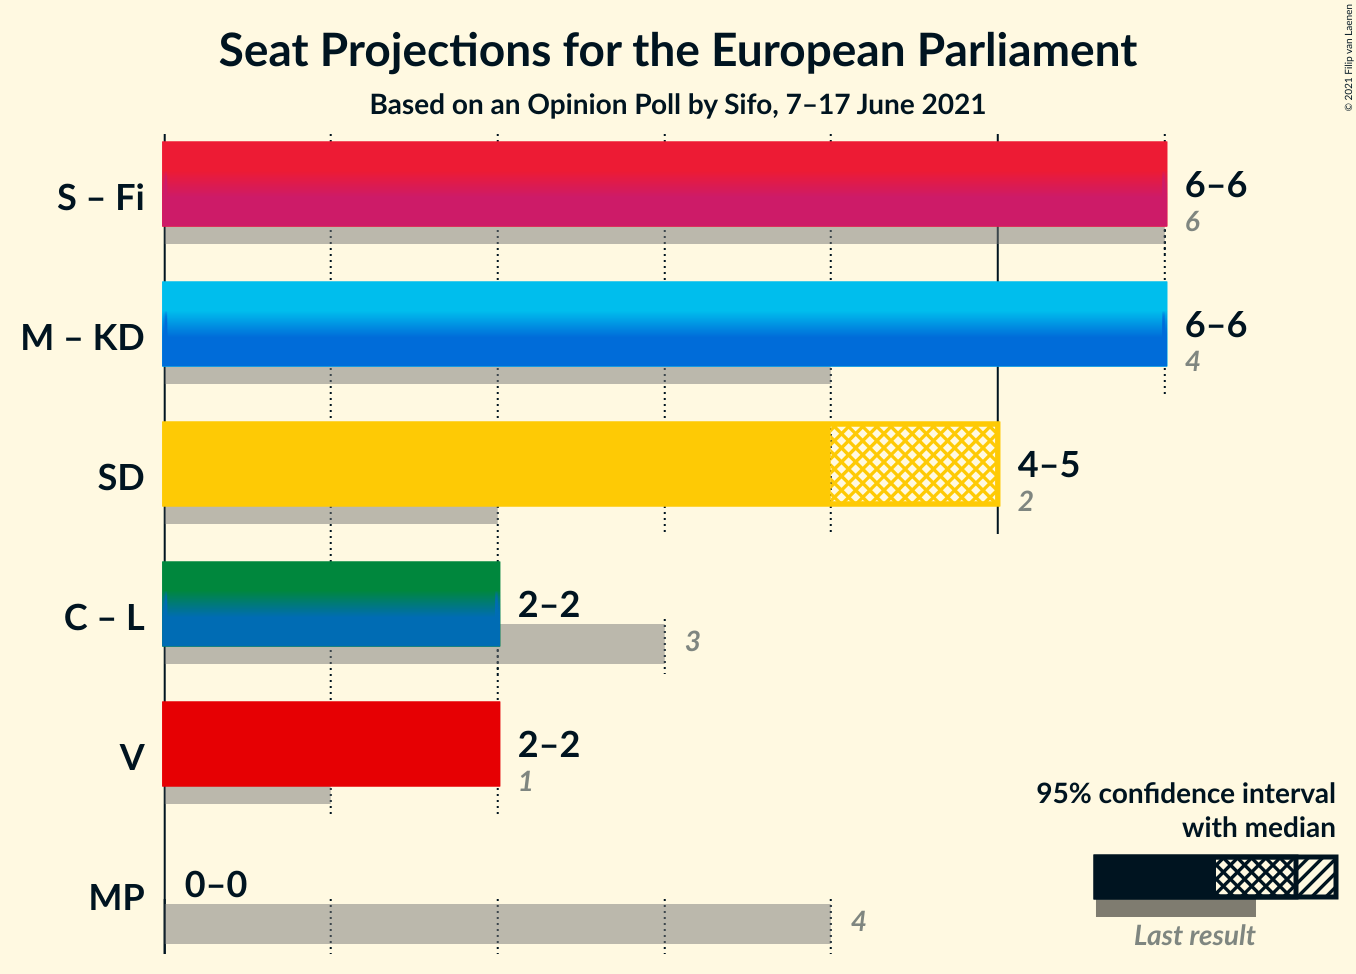 Seat Projections for the European Parliament
Based on an Opinion Poll by Sifo, 7–17 June 2021
© 2021 Filip van Laenen
S – Fi
6–6
6
M – KD
6–6
4
SD
4–5
2
C – L
2–2
3
V
2–2
1
MP
0–0
4
95% confidence interval
with median
Last result